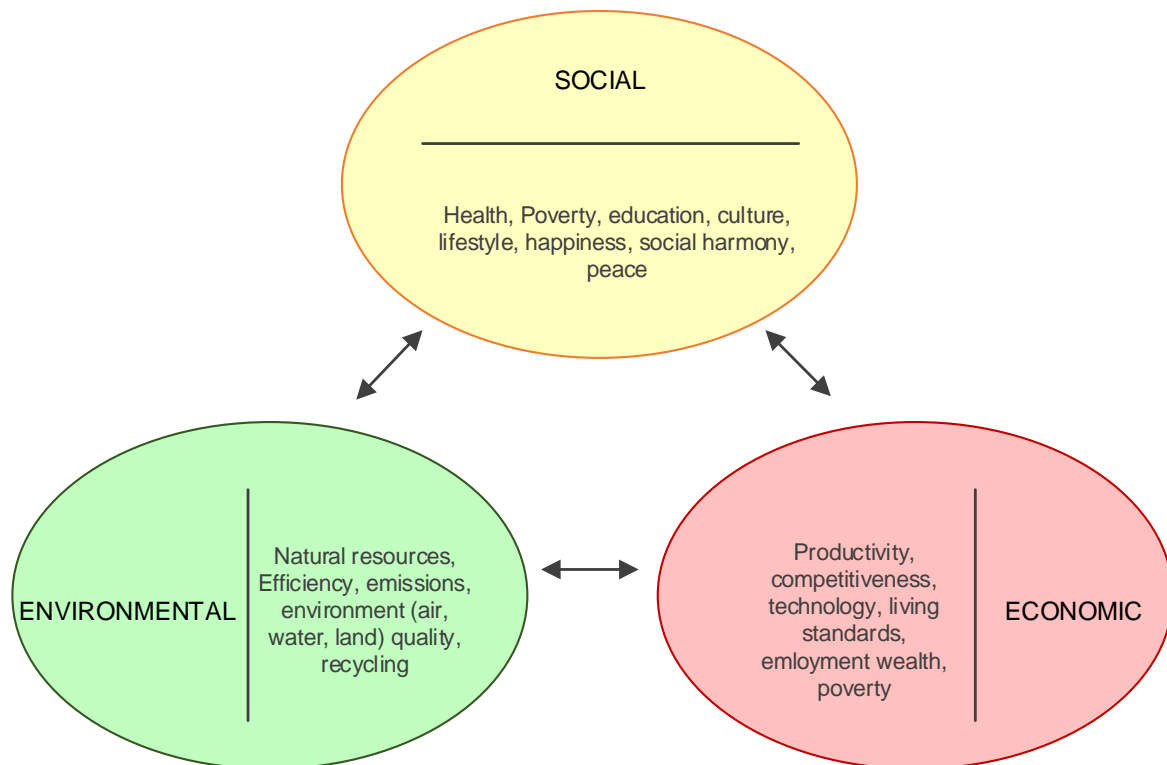 SOCIAL
Health, Poverty, education, culture,
lifestyle, happiness, social harmony,
peace
ENVIRONMENTAL
Natural resources,
Efficiency, emissions,
environment (air,
water, land) quality,
recycling
Productivity,
competitiveness,
technology, living
standards,
emloyment wealth,
poverty
ECONOMIC